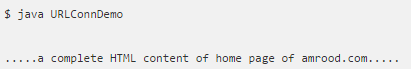 $ java URLConnDemo
.....a complete HTML content of home page of amrood.com.....